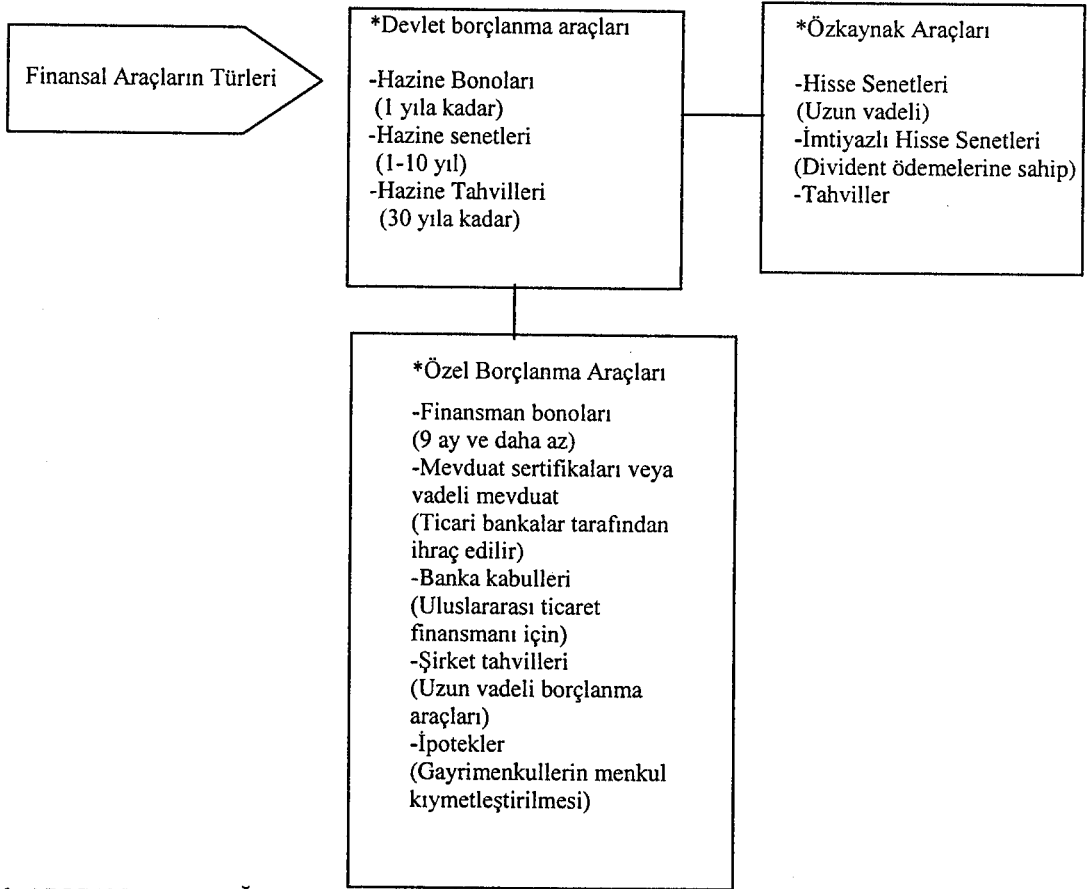 Finansal Araçların Türleri
*Devlet borçlanma araçları
-Hazine Bonoları
(1 yıla kadar)
-Hazine senetleri
(1-10 yıl)
-Hazine Tahvilleri
(30 yıla kadar)
*Özkaynak Araçları
-Hisse Senetleri
(Uzun vadeli)
-İmtiyazlı Hisse Senetleri
(Divident ödemelerine sahip)
-Tahviller
*Özel Borçlanma Araçları
-Finansman bonoları
(9 ay ve daha az)
-Mevduat sertifikaları veya
vadeli mevduat
(Ticari bankalar tarafından
ihraç edilir)
-Banka kabulleri
(Uluslararası ticaret
finansmanı için)
-Şirket tahvilleri
(Uzun vadeli borçlanma
araçları)
-İpotekler
(Gayrimenkullerin menkul
kıymetleştirilmesi)